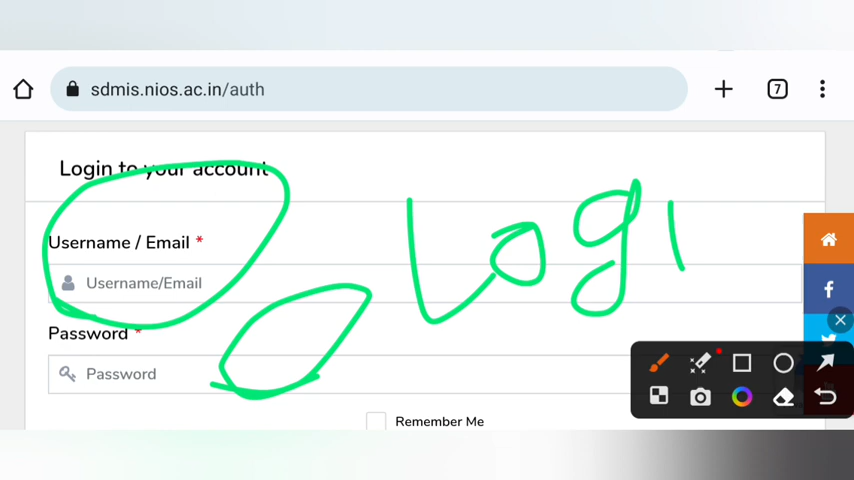 sdmis.nios.ac.in/auth
7
Login to your account
Username / Email *
Username/Email
Password *
Password
Remember Me
Logi